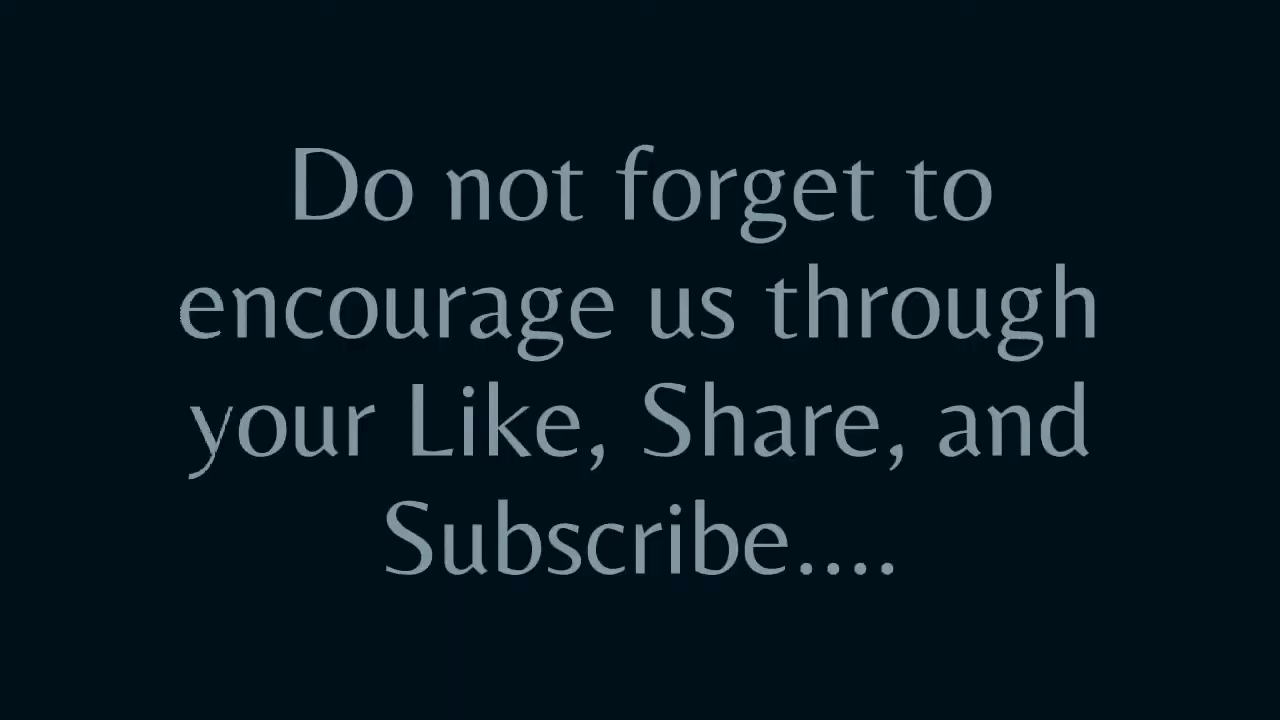 Do not forget to
encourage us through
your Like, Share, and
Subscribe....